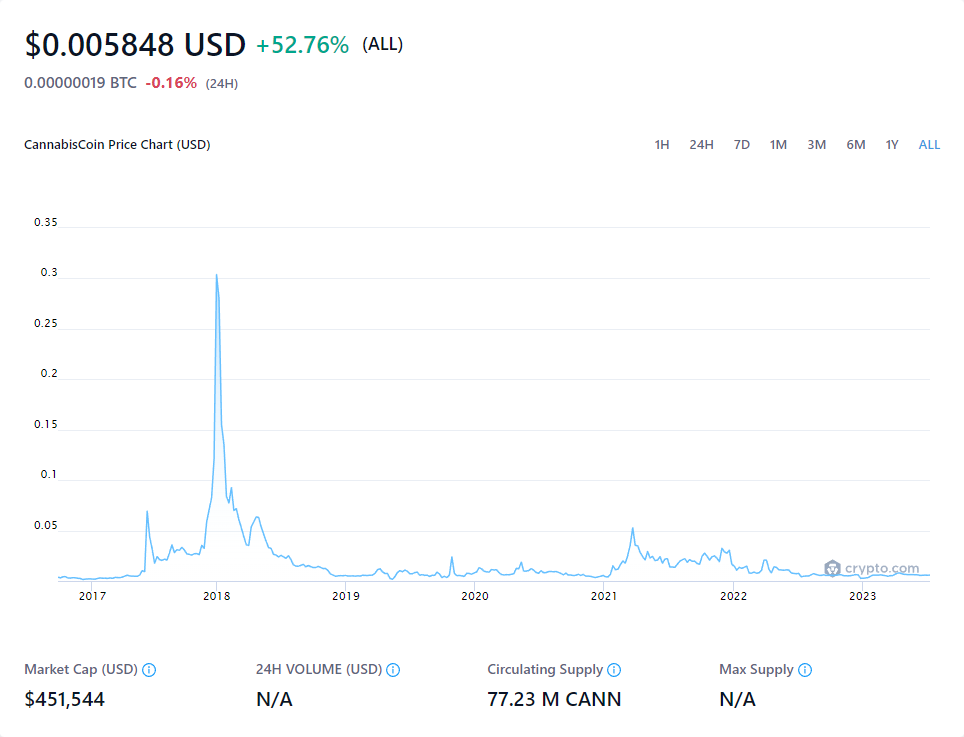 $0.005848 USD +52.76% (ALL)
0.00000019 BTC -0.16% (24H)
CannabisCoin Price Chart (USD) 1H 24H 7D 1M 3M 6M 1Y ALL
0.35
0.3
0.25
0.2
0.15
0.1
0.05
crypto.com
2017 2018 2019 2020 2021 2022 2023
Market Cap (USD) 24H VOLUME (USD) Circulating Supply Max Supply
$451,544 N/A 77.23 M CANN N/A